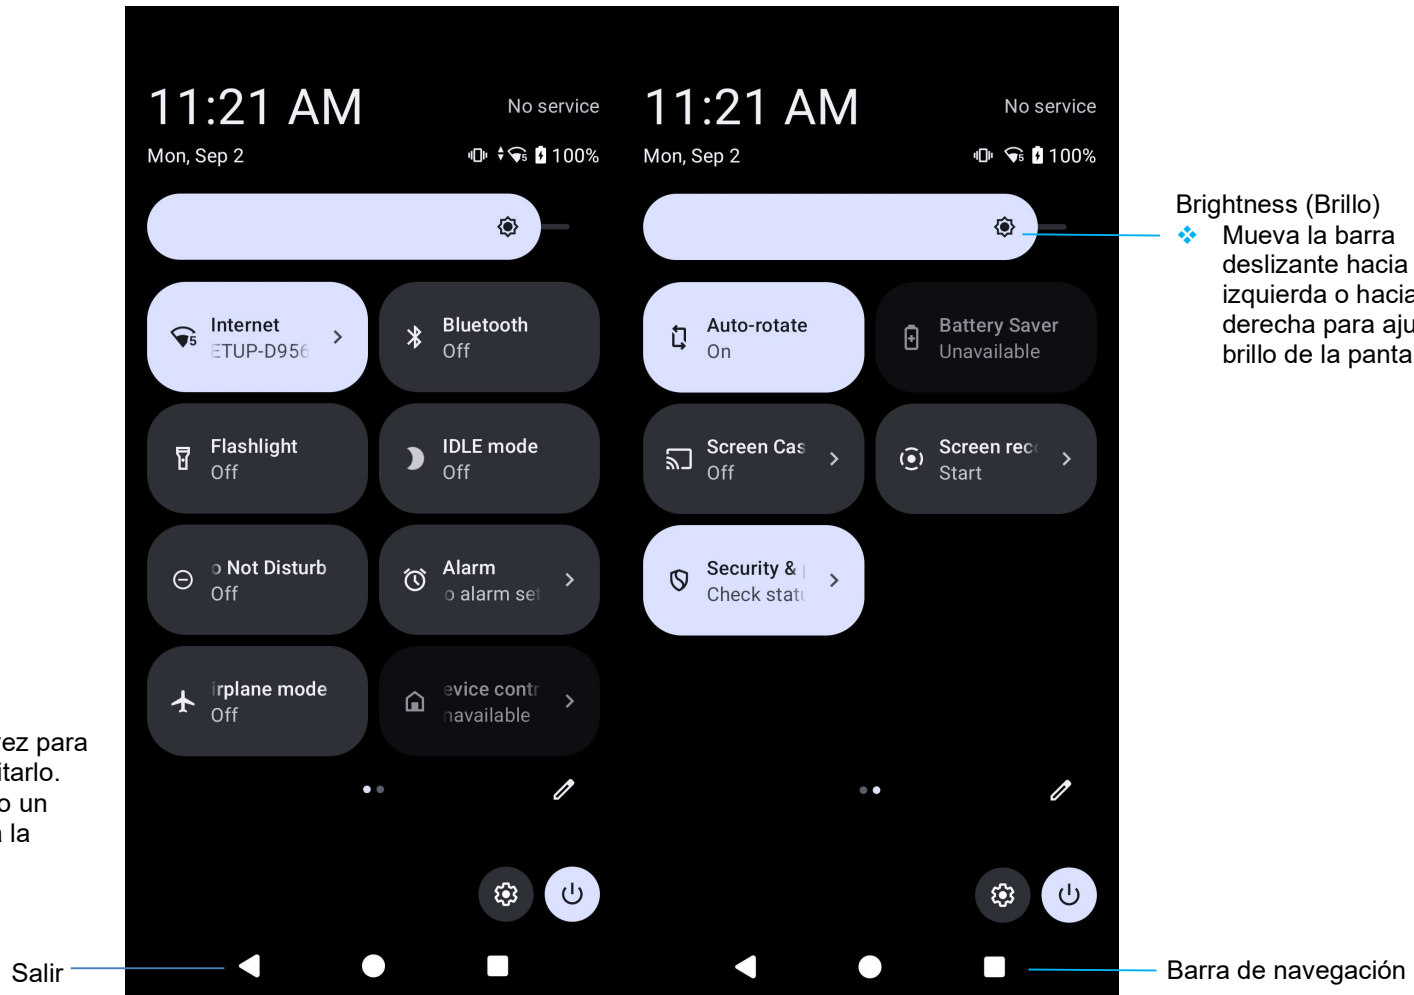 11:21 AM
No service
Mon, Sep 2
5
100%
Internet
ETUP-D956
5
Bluetooth
Off
Flashlight
Off
IDLE mode
Off
o Not Disturb
Off
Alarm
o alarm set
irplane mode
Off
evice contr
navailable
11:21 AM
No service
Mon, Sep 2
5
100%
Auto-rotate
On
Battery Saver
Unavailable
Screen Cas
Off
Screen rec
Start
Security &
Check stat
Brightness (Brillo)
Mueva la barra
deslizante hacia
izquierda o hacia
derecha para aju
brillo de la panta
ez para
itarlo.
o un
a la
Salir
Barra de navegación